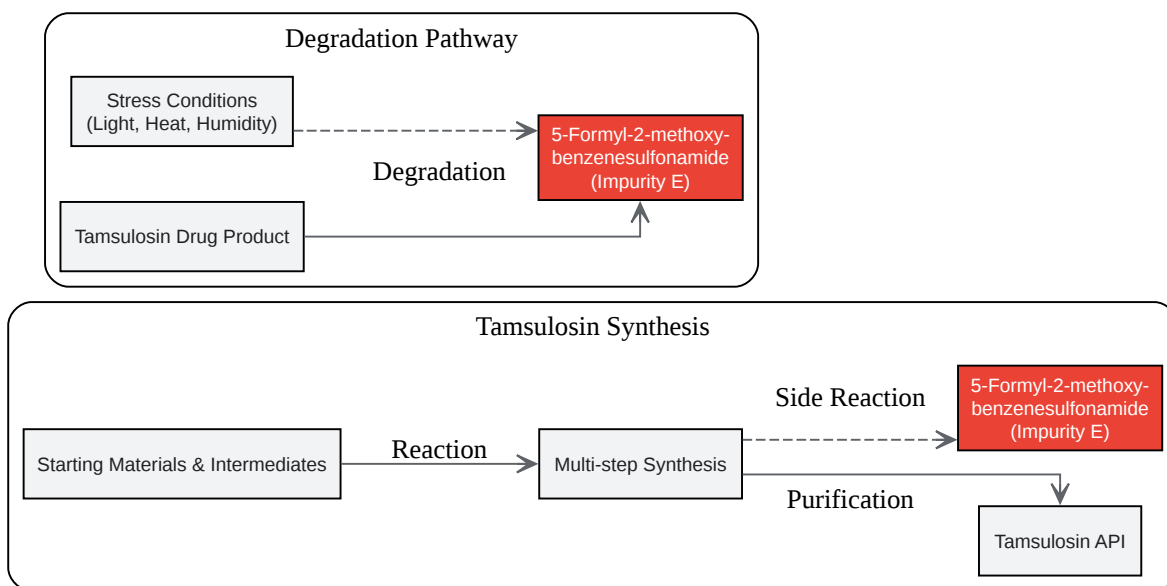 Degradation Pathway
Stress Conditions
(Light, Heat, Humidity)
5-Formyl-2-methoxy-
benzenesulfonamide
(Impurity E)
Degradation
Tamsulosin Drug Product
Tamsulosin Synthesis
5-Formyl-2-methoxy-
benzenesulfonamide
(Impurity E)
Side Reaction
Reaction
Starting Materials & Intermediates
Multi-step Synthesis
Purification
Tamsulosin API